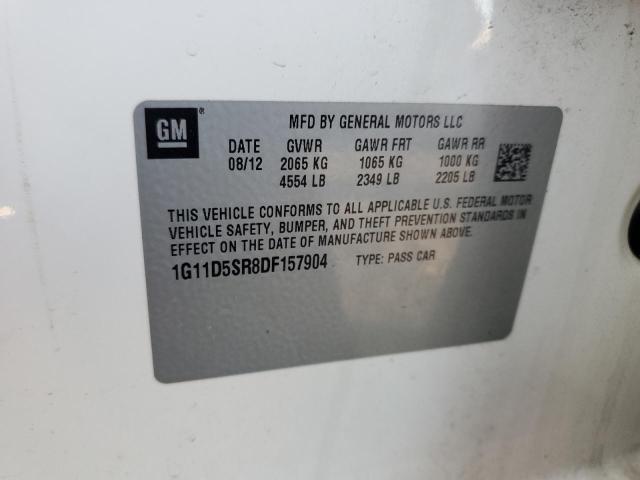 GM®
MFD BY GENERAL MOTORS LLC
DATE GVWR GAWR FRT GAWR RR
08/12 2065 KG 1065 KG 1000 KG
4554 LB 2349 LB 2205 LB
THIS VEHICLE CONFORMS TO ALL APPLICABLE U.S. FEDERAL MOTOR
VEHICLE SAFETY, BUMPER, AND THEFT PREVENTION STANDARDS IN
EFFECT ON THE DATE OF MANUFACTURE SHOWN ABOVE.
1G11D5SR8DF157904 TYPE: PASS CAR